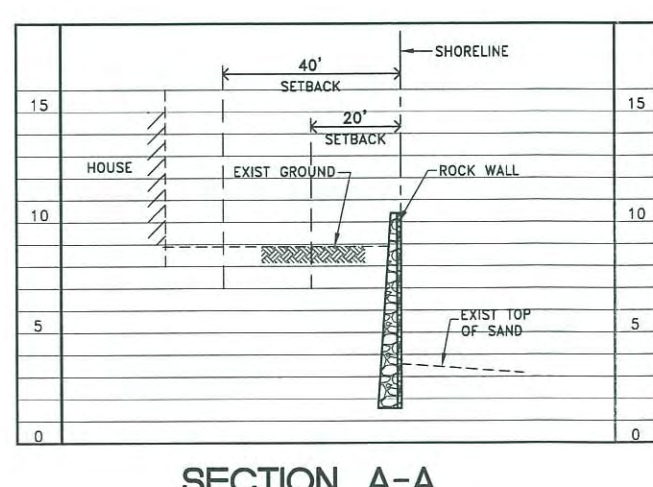 SHORELINE
40'
SETBACK
15
15
20'
SETBACK
HOUSE
EXIST GROUND
ROCK WALL
10
10
EXIST TOP
OF SAND
5
5
0
0
SECTION A-A